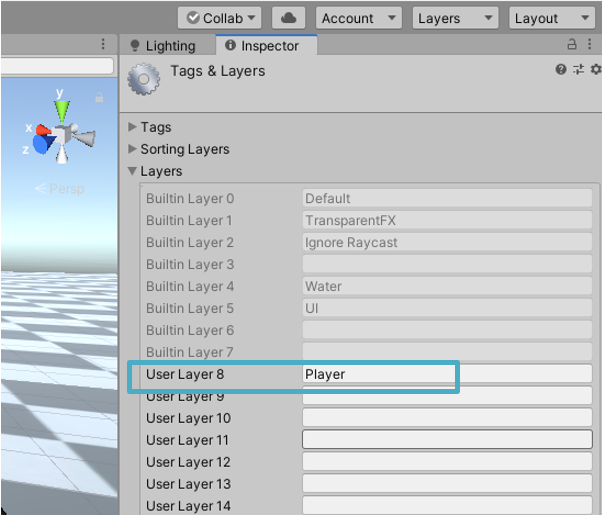 Collab Account Layers Layout
Lighting Inspector
Tags & Layers
y
x
z
Persp
Tags
Sorting Layers
Layers
Builtin Layer 0 Default
Builtin Layer 1 TransparentFX
Builtin Layer 2 Ignore Raycast
Builtin Layer 3
Builtin Layer 4 Water
Builtin Layer 5 UI
Builtin Layer 6
Builtin Layer 7
User Layer 8 Player
User Layer 9
User Layer 10
User Layer 11
User Layer 12
User Layer 13
User Layer 14